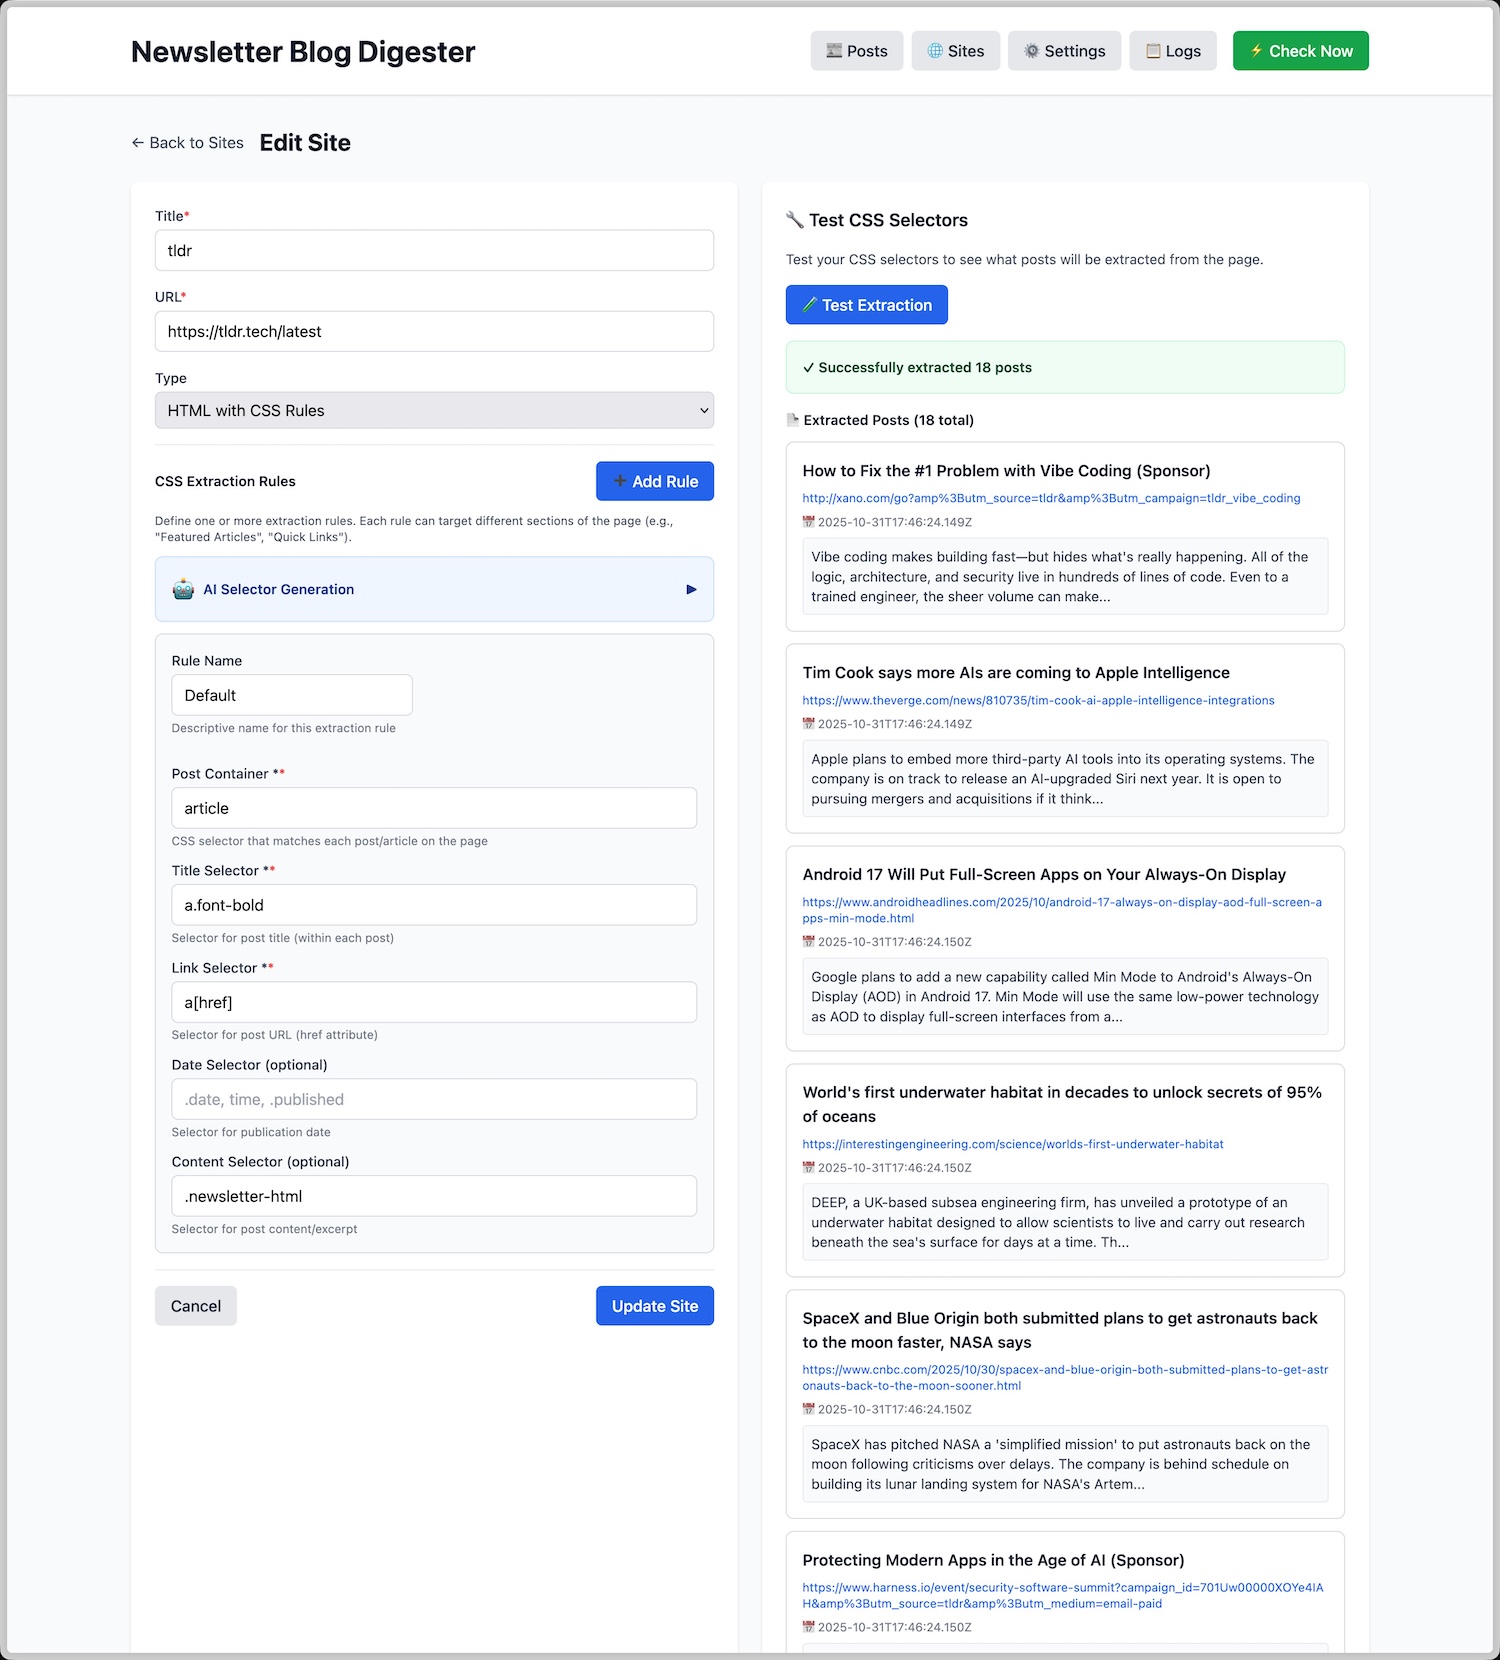 Newsletter Blog Digester
Posts
Sites
Settings
Logs
Check Now
← Back to Sites
Edit Site
Title*
tldr
URL*
https://tldr.tech/latest
Type
HTML with CSS Rules
CSS Extraction Rules
Add Rule
Define one or more extraction rules. Each rule can target different sections of the page (e.g.,
"Featured Articles", "Quick Links").
AI Selector Generation
Rule Name
Default
Descriptive name for this extraction rule
Post Container **
article
CSS selector that matches each post/article on the page
Title Selector **
a.font-bold
Selector for post title (within each post)
Link Selector **
a[href]
Selector for post URL (href attribute)
Date Selector (optional)
.date, time, .published
Selector for publication date
Content Selector (optional)
.newsletter-html
Selector for post content/excerpt
Cancel
Update Site
Test CSS Selectors
Test your CSS selectors to see what posts will be extracted from the page.
Test Extraction
✓ Successfully extracted 18 posts
Extracted Posts (18 total)
How to Fix the #1 Problem with Vibe Coding (Sponsor)
http://xano.com/go?amp%3Butm_source=tldr&amp%3Butm_campaign=tldr_vibe_coding
2025-10-31T17:46:24.149Z
Vibe coding makes building fast—but hides what's really happening. All of the
logic, architecture, and security live in hundreds of lines of code. Even to a
trained engineer, the sheer volume can make...
Tim Cook says more AIs are coming to Apple Intelligence
https://www.theverge.com/news/810735/tim-cook-ai-apple-intelligence-integrations
2025-10-31T17:46:24.149Z
Apple plans to embed more third-party AI tools into its operating systems. The
company is on track to release an AI-upgraded Siri next year. It is open to
pursuing mergers and acquisitions if it think...
Android 17 Will Put Full-Screen Apps on Your Always-On Display
https://www.androidheadlines.com/2025/10/android-17-always-on-display-aod-full-screen-a
pps-min-mode.html
2025-10-31T17:46:24.150Z
Google plans to add a new capability called Min Mode to Android's Always-On
Display (AOD) in Android 17. Min Mode will use the same low-power technology
as AOD to display full-screen interfaces from a...
World's first underwater habitat in decades to unlock secrets of 95%
of oceans
https://interestingengineering.com/science/worlds-first-underwater-habitat
2025-10-31T17:46:24.150Z
DEEP, a UK-based subsea engineering firm, has unveiled a prototype of an
underwater habitat designed to allow scientists to live and carry out research
beneath the sea's surface for days at a time. Th...
SpaceX and Blue Origin both submitted plans to get astronauts back
to the moon faster, NASA says
https://www.cnbc.com/2025/10/30/spacex-and-blue-origin-both-submitted-plans-to-get-astr
onauts-back-to-the-moon-sooner.html
2025-10-31T17:46:24.150Z
SpaceX has pitched NASA a 'simplified mission' to put astronauts back on the
moon following criticisms over delays. The company is behind schedule on
building its lunar landing system for NASA's Artem...
Protecting Modern Apps in the Age of AI (Sponsor)
https://www.harness.io/event/security-software-summit?campaign_id=701Uw00000XOYe4IA
H&amp%3Butm_source=tldr&amp%3Butm_medium=email-paid
2025-10-31T17:46:24.150Z